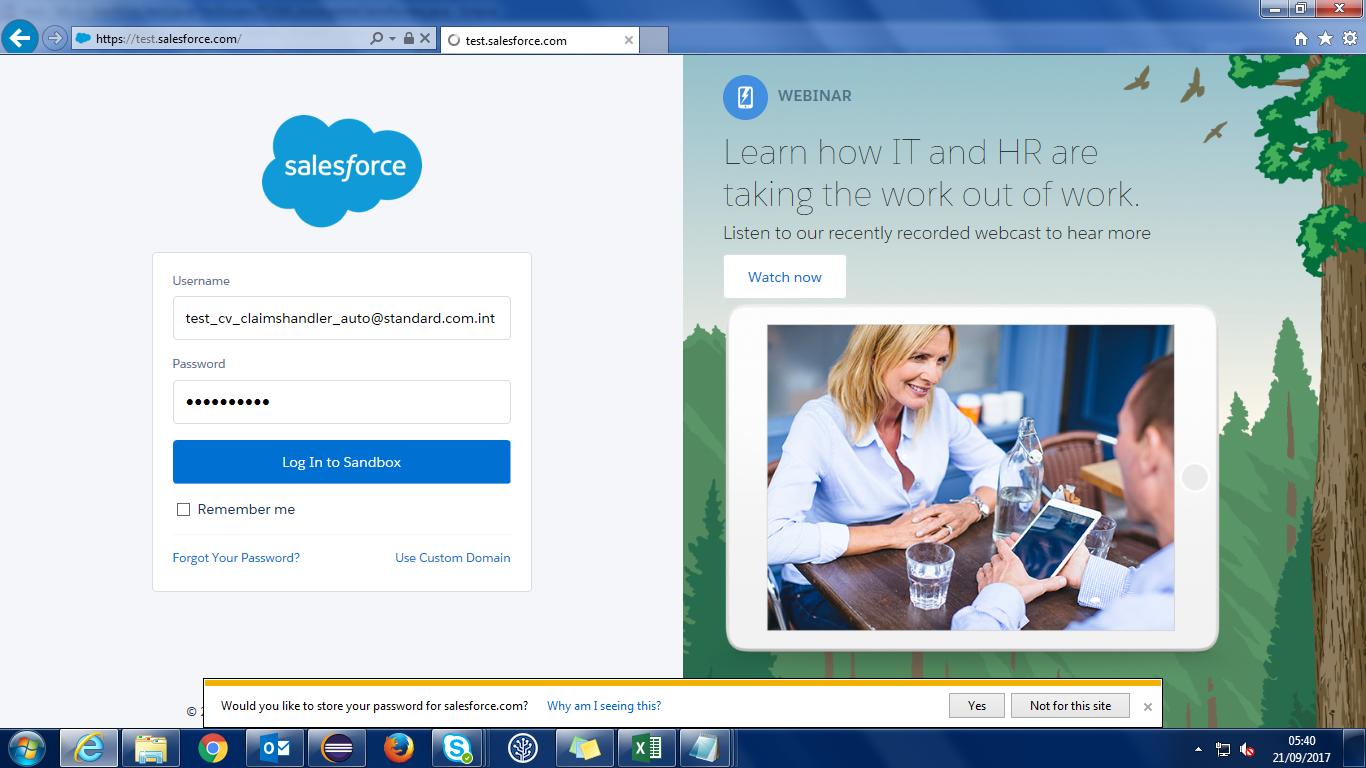 https://test.salesforce.com/
test.salesforce.com
salesforce
Username
test_cv_claimshandler_auto@standard.com.int
Password
Log In to Sandbox
Remember me
Forgot Your Password?
Use Custom Domain
WEBINAR
Learn how IT and HR are
taking the work out of work.
Listen to our recently recorded webcast to hear more
Watch now
©
Would you like to store your password for salesforce.com?
Why am I seeing this?
Yes
Not for this site
05:40
21/09/2017